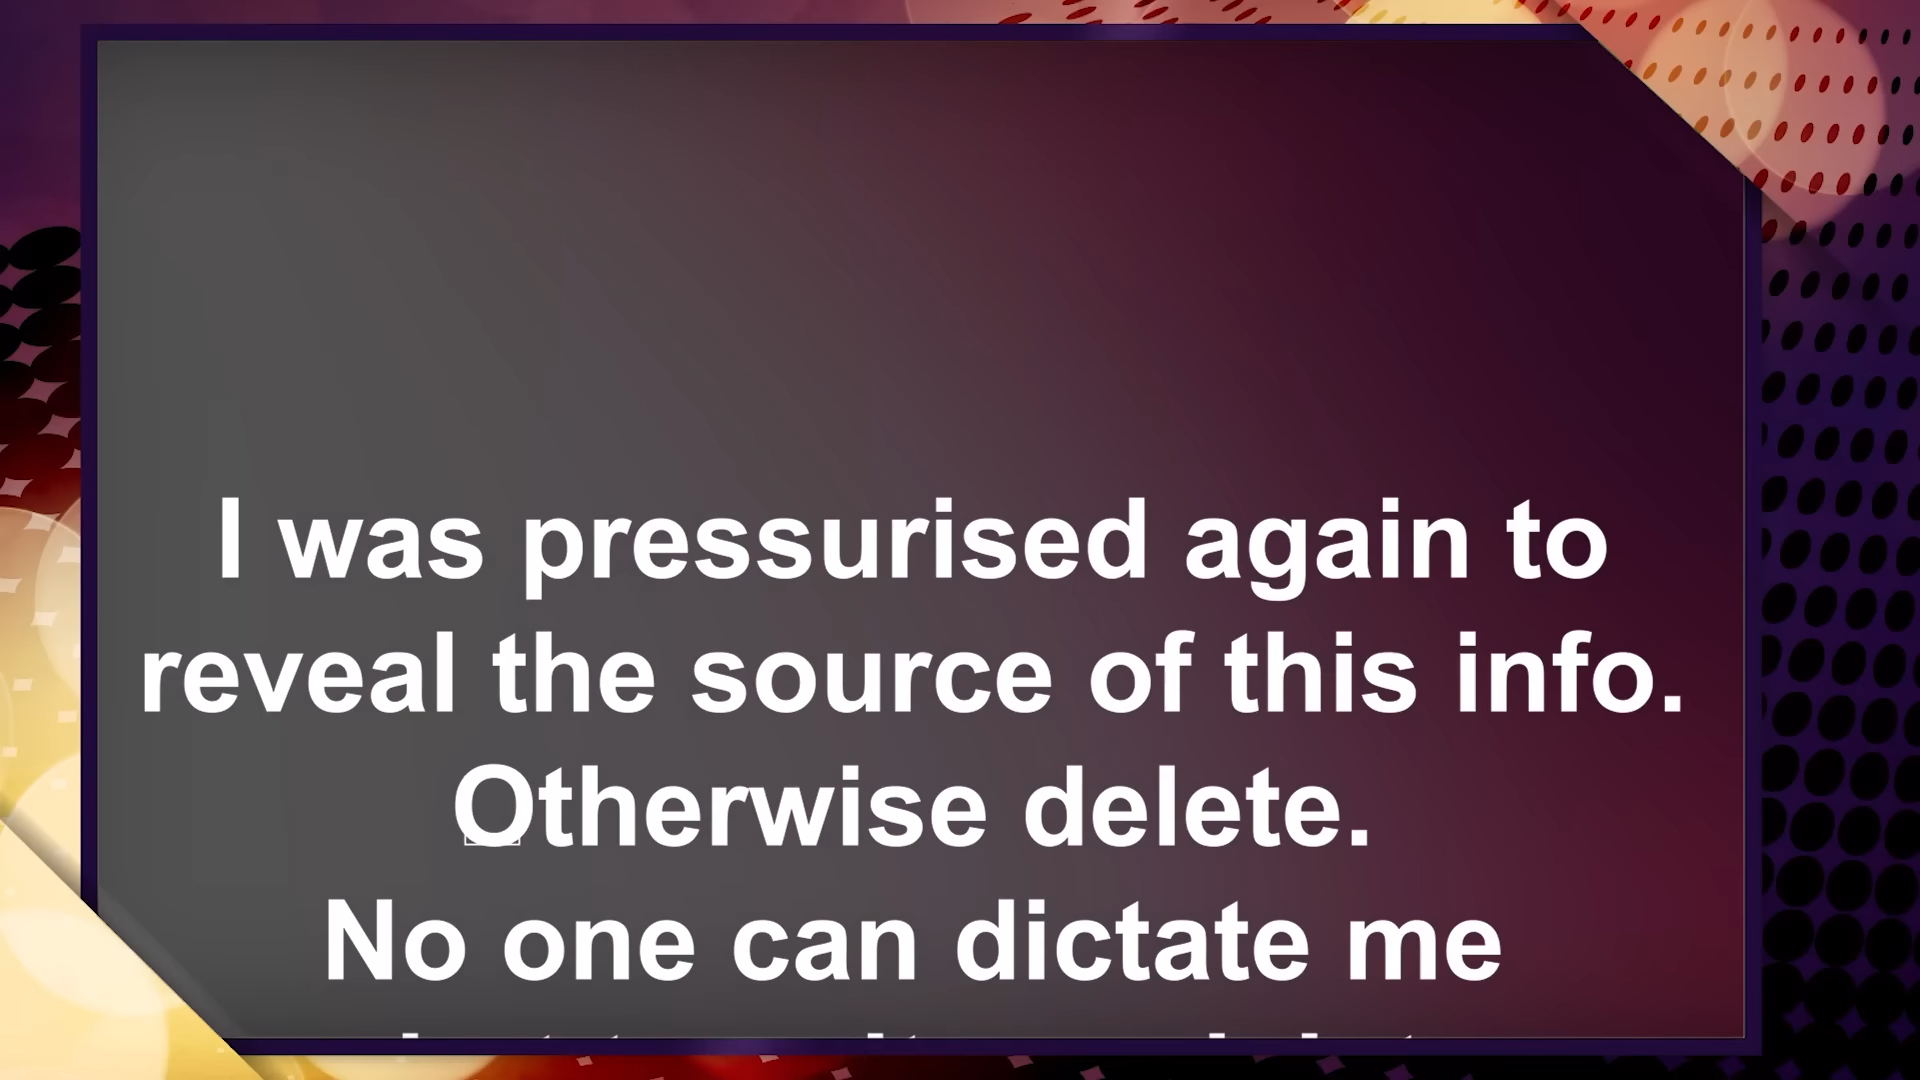 I was pressurised again to
reveal the source of this info.
Otherwise delete.
No one can dictate me